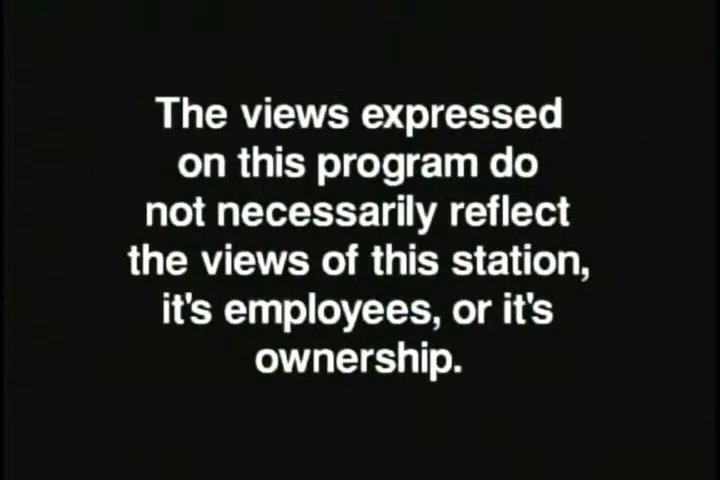 The views expressed
on this program do
not necessarily reflect
the views of this station,
it's employees, or it's
ownership.